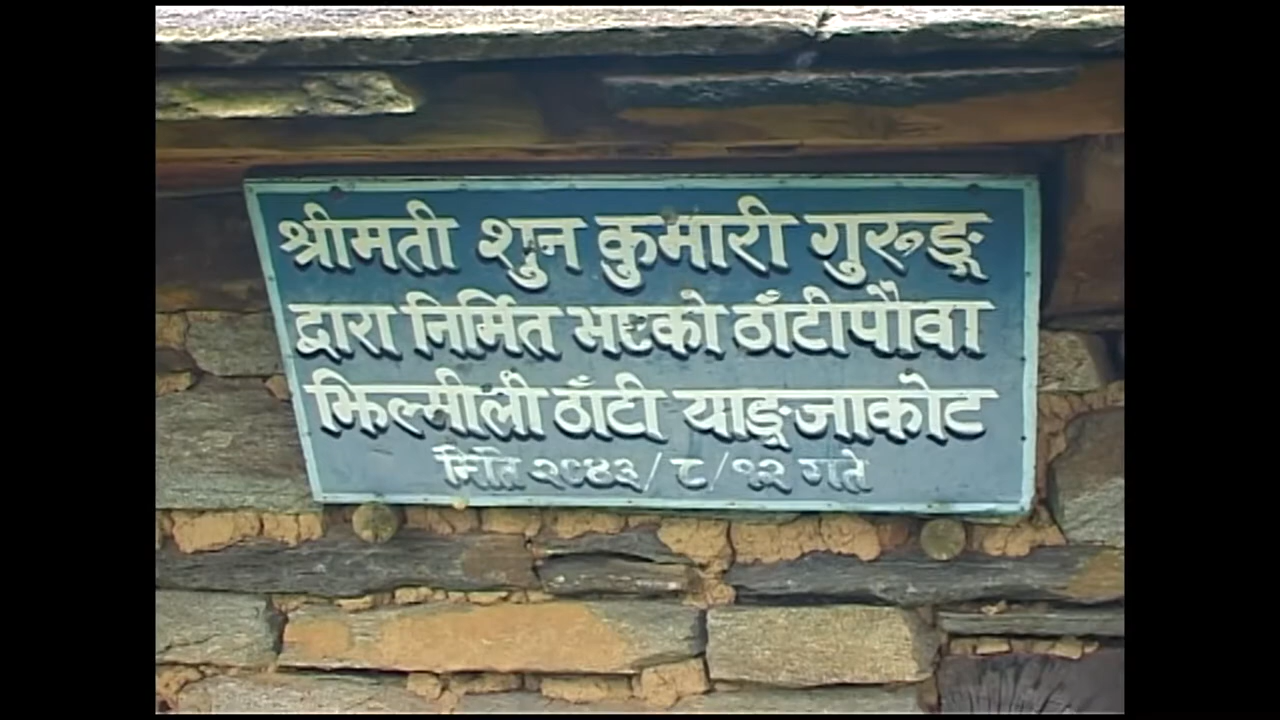 श्रीमती शुन कुमारी गुरुङ्ग
द्वारा निर्मित भएको ठाँटीपौवा
झिल्मीली ठाँटी याङ्जाकोट
मिति २०४३/८/१२ गते